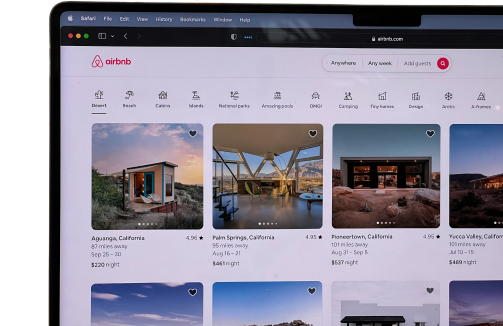 Safari File Edit View History Bookmarks Window Help
airbnb.com
airbnb
Anywhere Any week Add guests
Desert Beach Cabins Islands National parks Amazing pools OMG! Camping Tiny homes Design Arctic A-frames
Aguanga, California 4.96
87 miles away
Sep 25 – 30
$220 night
Palm Springs, California 4.95
95 miles away
Aug 16 – 21
$461 night
Pioneertown, California 4.95
101 miles away
Aug 31 – Sep 5
$537 night
Yucca Valley, California
101 miles away
Jul 10 – 15
$489 night